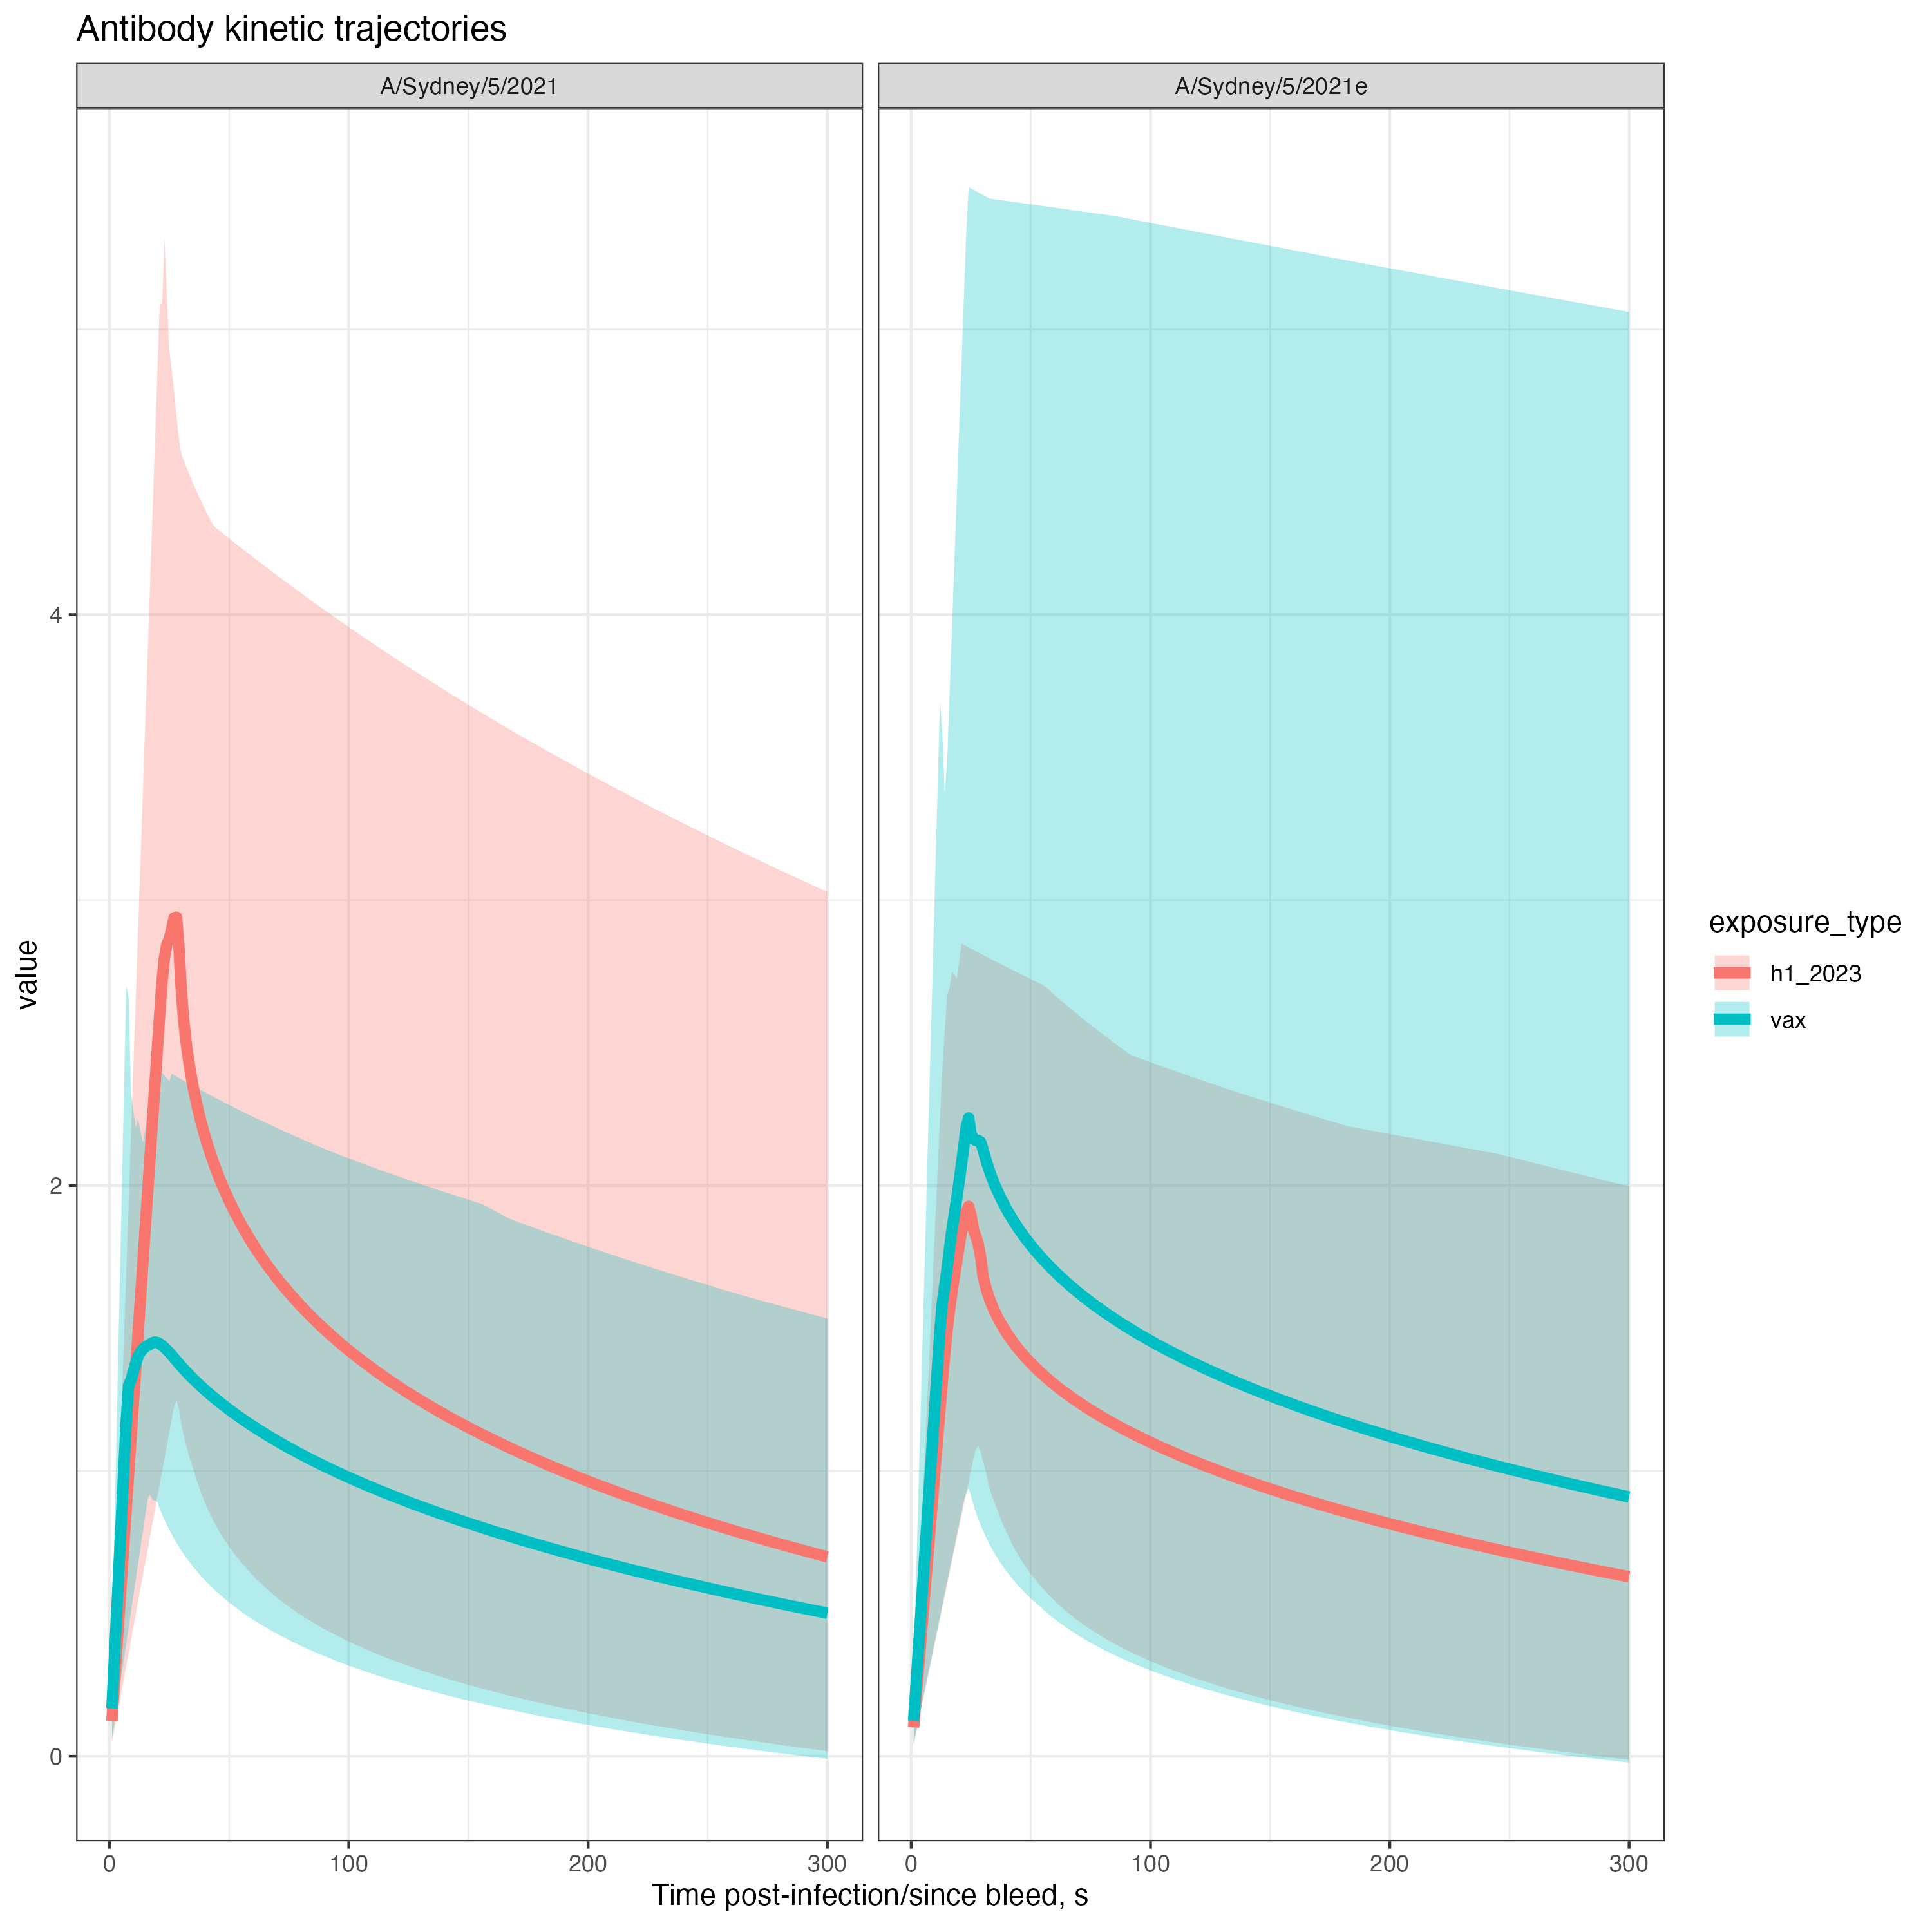 Antibody kinetic trajectories
A/Sydney/5/2021
A/Sydney/5/2021e
value
4
2
0
0
100
200
300
0
100
200
300
Time post-infection/since bleed, s
exposure_type
h1_2023
vax